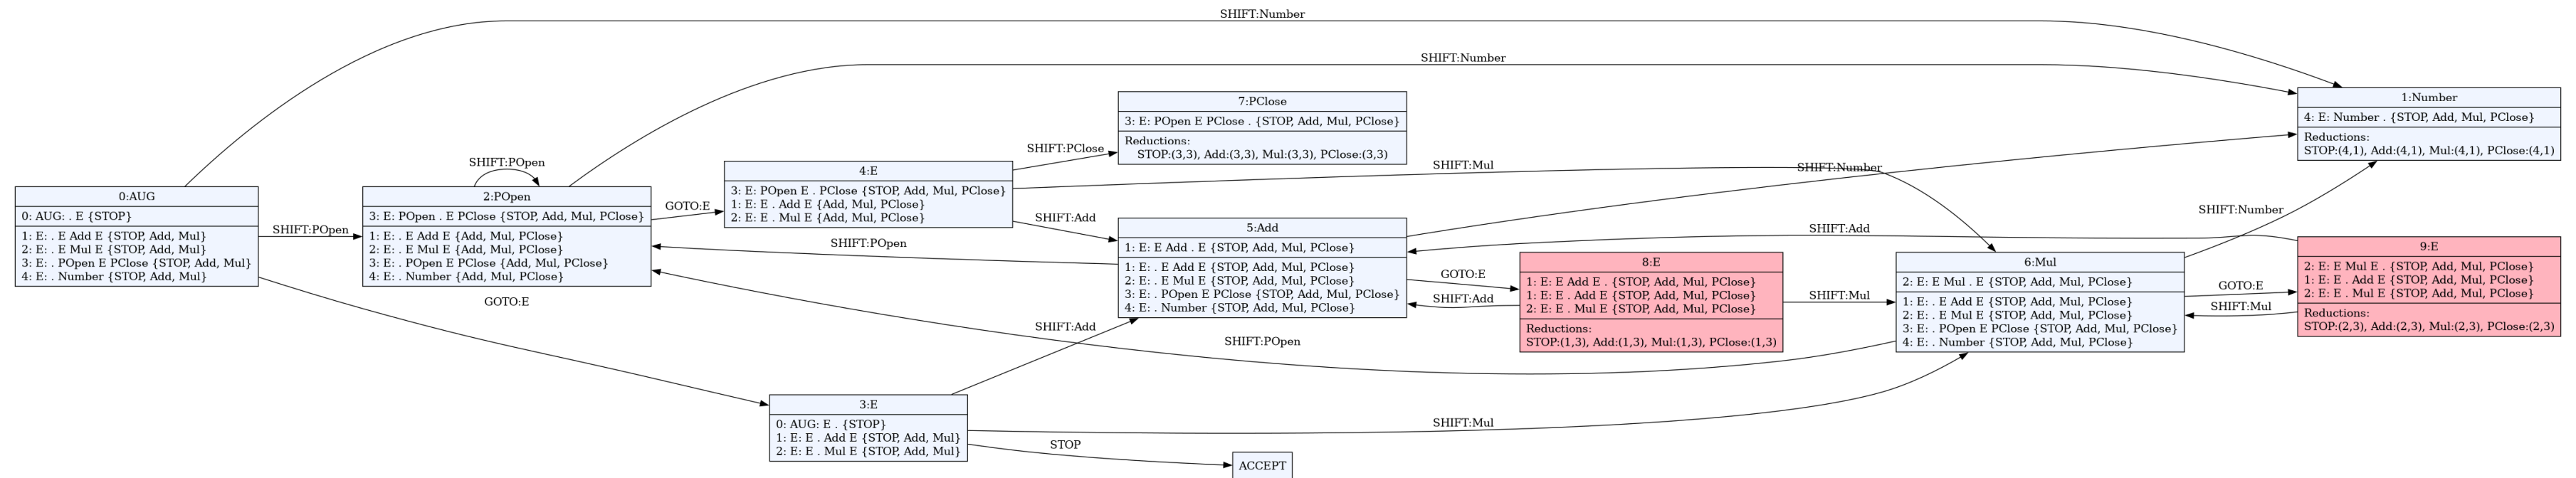 SHIFT:Number
SHIFT:Number
7:PClose
3: E: POpen E PClose . {STOP, Add, Mul, PClose}
Reductions:
STOP:(3,3), Add:(3,3), Mul:(3,3), PClose:(3,3)
1:Number
4: E: Number . {STOP, Add, Mul, PClose}
Reductions:
STOP:(4,1), Add:(4,1), Mul:(4,1), PClose:(4,1)
SHIFT:PClose
SHIFT:POpen
SHIFT:Mul
SHIFT:Number
4:E
3: E: POpen E . PClose {STOP, Add, Mul, PClose}
1: E: E . Add E {Add, Mul, PClose}
2: E: E . Mul E {Add, Mul, PClose}
0:AUG
0: AUG: . E {STOP}
1: E: . E Add E {STOP, Add, Mul}
2: E: . E Mul E {STOP, Add, Mul}
3: E: . POpen E PClose {STOP, Add, Mul}
4: E: . Number {STOP, Add, Mul}
SHIFT:POpen
2:POpen
3: E: POpen . E PClose {STOP, Add, Mul, PClose}
1: E: . E Add E {Add, Mul, PClose}
2: E: . E Mul E {Add, Mul, PClose}
3: E: . POpen E PClose {Add, Mul, PClose}
4: E: . Number {Add, Mul, PClose}
GOTO:E
SHIFT:Add
SHIFT:POpen
5:Add
1: E: E Add . E {STOP, Add, Mul, PClose}
1: E: . E Add E {STOP, Add, Mul, PClose}
2: E: . E Mul E {STOP, Add, Mul, PClose}
3: E: . POpen E PClose {STOP, Add, Mul, PClose}
4: E: . Number {STOP, Add, Mul, PClose}
GOTO:E
SHIFT:Add
8:E
1: E: E Add E . {STOP, Add, Mul, PClose}
1: E: E . Add E {STOP, Add, Mul, PClose}
2: E: E . Mul E {STOP, Add, Mul, PClose}
Reductions:
STOP:(1,3), Add:(1,3), Mul:(1,3), PClose:(1,3)
SHIFT:Add
SHIFT:Mul
6:Mul
2: E: E Mul . E {STOP, Add, Mul, PClose}
1: E: . E Add E {STOP, Add, Mul, PClose}
2: E: . E Mul E {STOP, Add, Mul, PClose}
3: E: . POpen E PClose {STOP, Add, Mul, PClose}
4: E: . Number {STOP, Add, Mul, PClose}
SHIFT:Number
GOTO:E
SHIFT:Mul
9:E
2: E: E Mul E . {STOP, Add, Mul, PClose}
1: E: E . Add E {STOP, Add, Mul, PClose}
2: E: E . Mul E {STOP, Add, Mul, PClose}
Reductions:
STOP:(2,3), Add:(2,3), Mul:(2,3), PClose:(2,3)
GOTO:E
SHIFT:Add
SHIFT:POpen
3:E
0: AUG: E . {STOP}
1: E: E . Add E {STOP, Add, Mul}
2: E: E . Mul E {STOP, Add, Mul}
SHIFT:Mul
STOP
ACCEPT